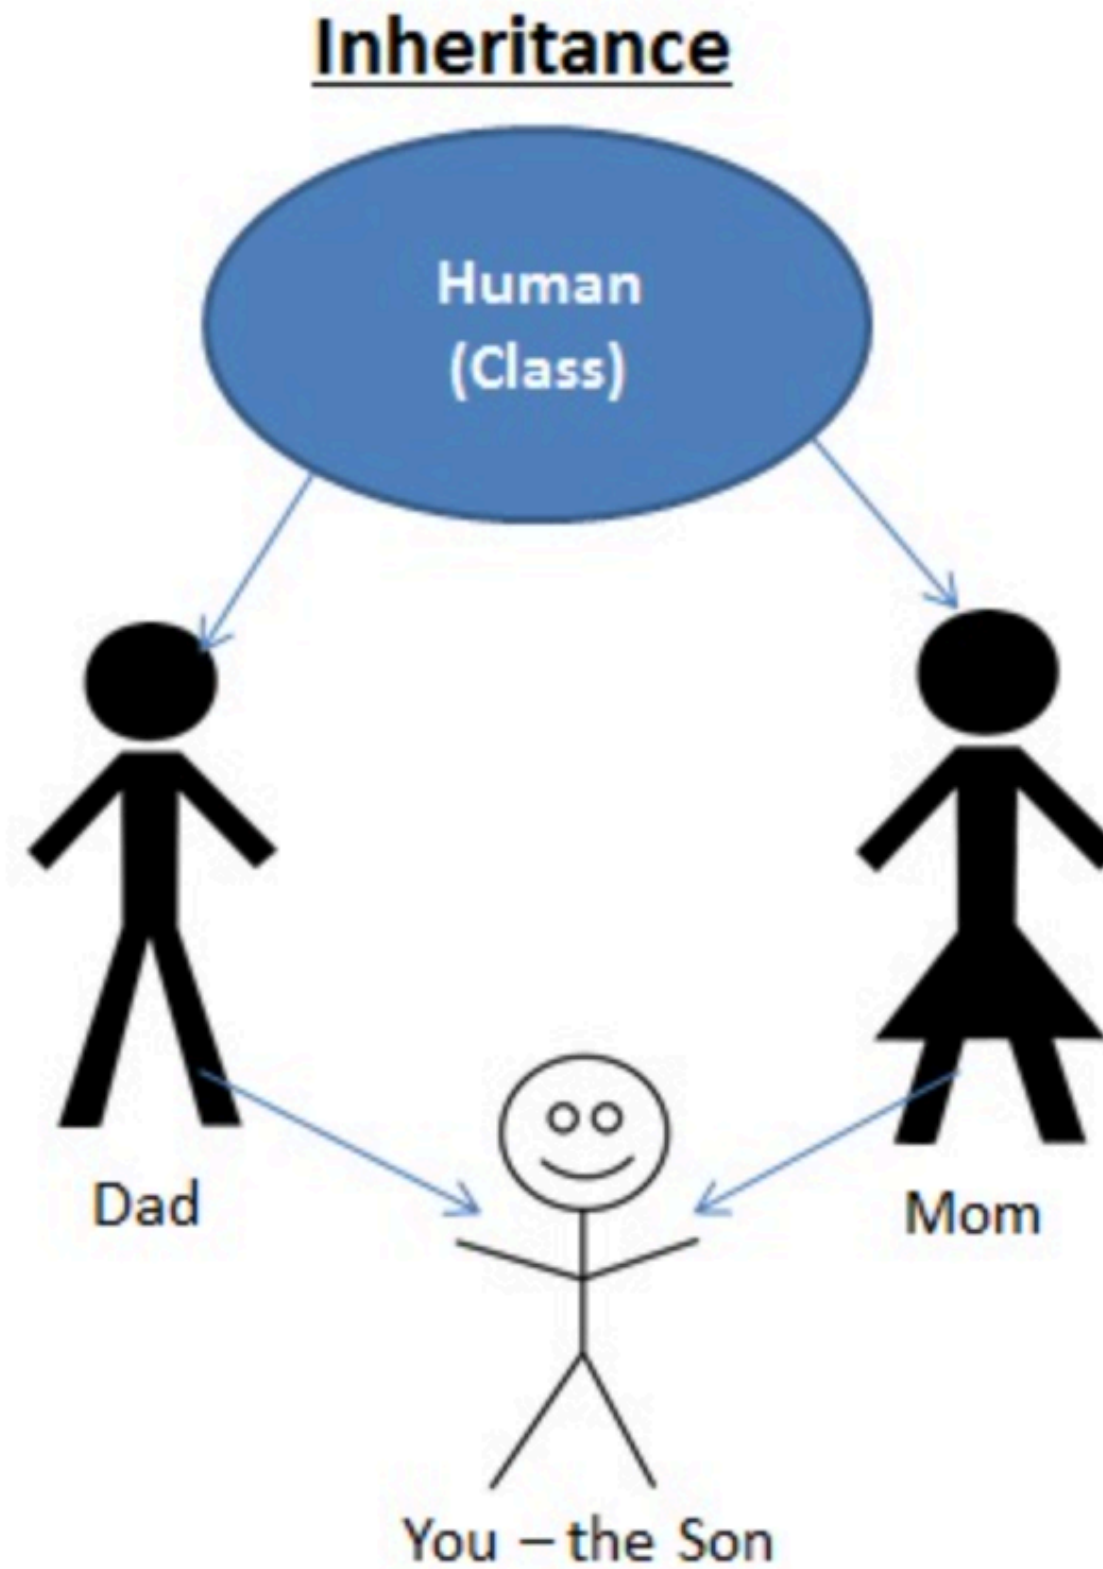 Inheritance
Human
(Class)
Dad
Mom
You – the Son